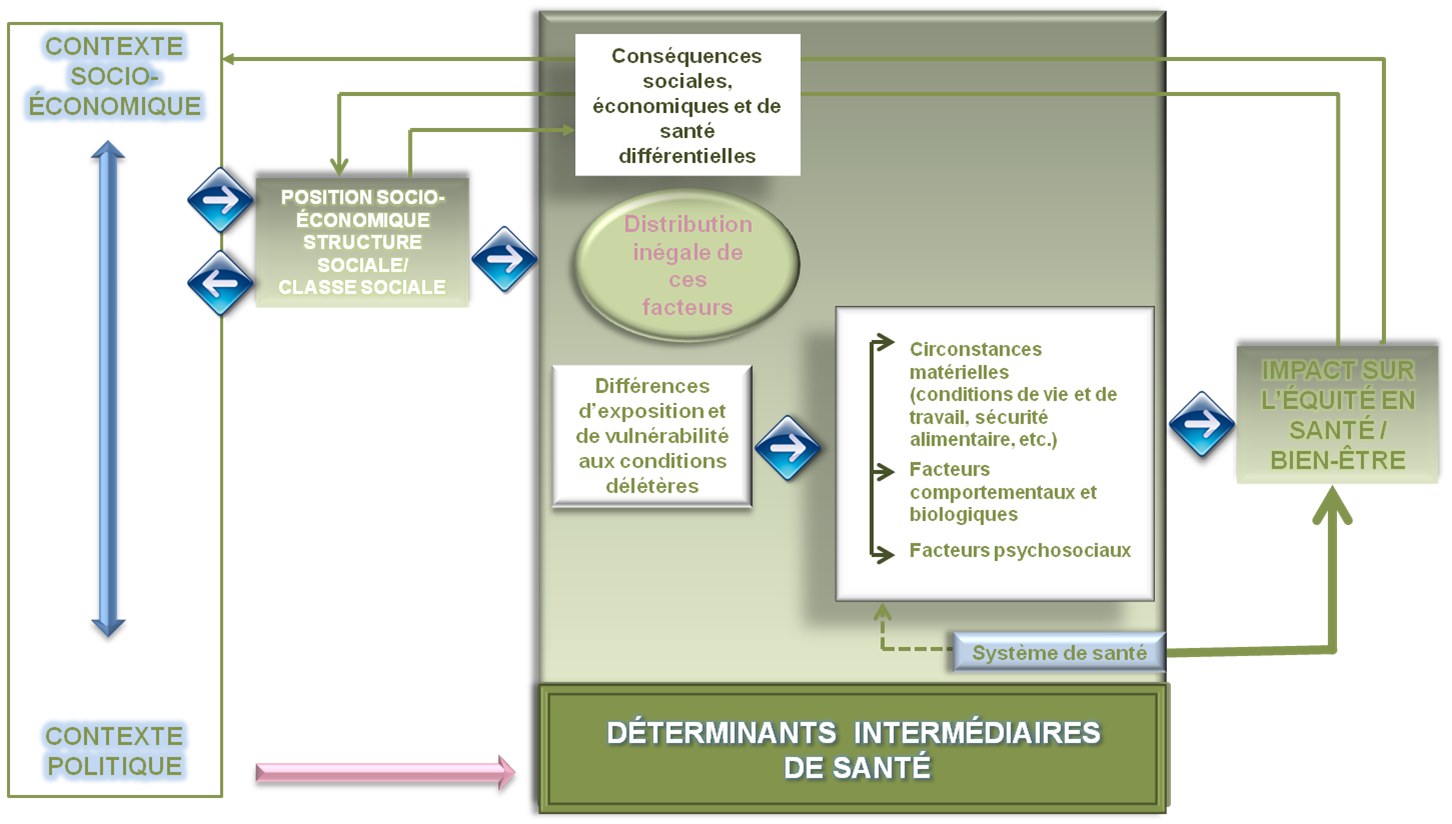 CONTEXTE
SOCIO-
ÉCONOMIQUE
CONTEXTE
POLITIQUE
POSITION SOCIO-
ÉCONOMIQUE
STRUCTURE
SOCIALE/
CLASSE SOCIALE
Conséquences
sociales,
économiques et de
santé
différentielles
Distribution
inégale de
ces
facteurs
Différences
d’exposition et
de vulnérabilité
aux conditions
délétères
Circonstances
matérielles
(conditions de vie et de
travail, sécurité
alimentaire, etc.)
Facteurs
comportementaux et
biologiques
Facteurs psychosociaux
Système de santé
DÉTERMINANTS INTERMÉDIAIRES
DE SANTÉ
IMPACT SUR
L’ÉQUITÉ EN
SANTÉ /
BIEN-ÊTRE